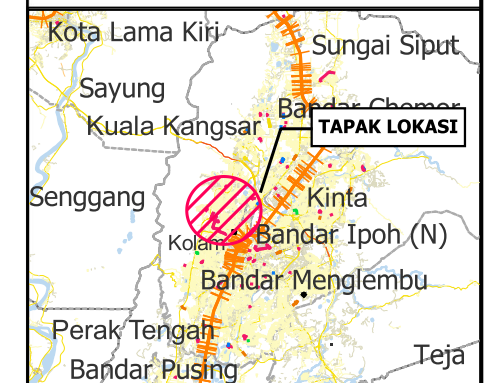 Kota Lama Kiri
Sungai Siput
Sayung
Bandar Chemor
Kuala Kangsar
TAPAK LOKASI
Senggang
Kinta
Kolam
Bandar Ipoh (N)
Bandar Menglembu
Perak Tengah
Teja
Bandar Pusing